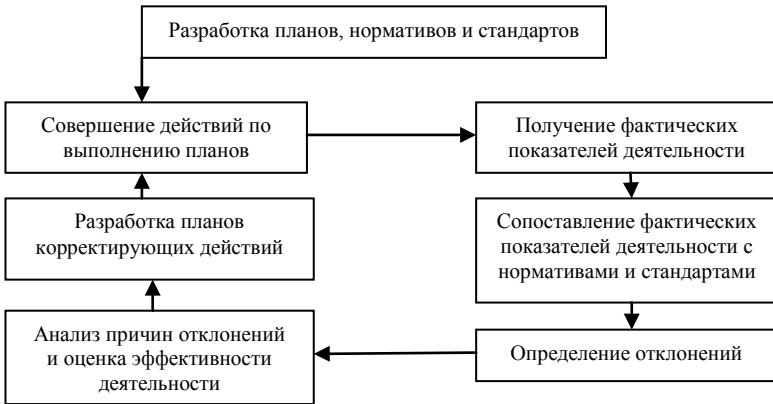 Разработка планов, нормативов и стандартов
Совершение действий по
выполнению планов
Получение фактических
показателей деятельности
Разработка планов
корректирующих действий
Сопоставление фактических
показателей деятельности с
нормативами и стандартами
Анализ причин отклонений
и оценка эффективности
деятельности
Определение отклонений